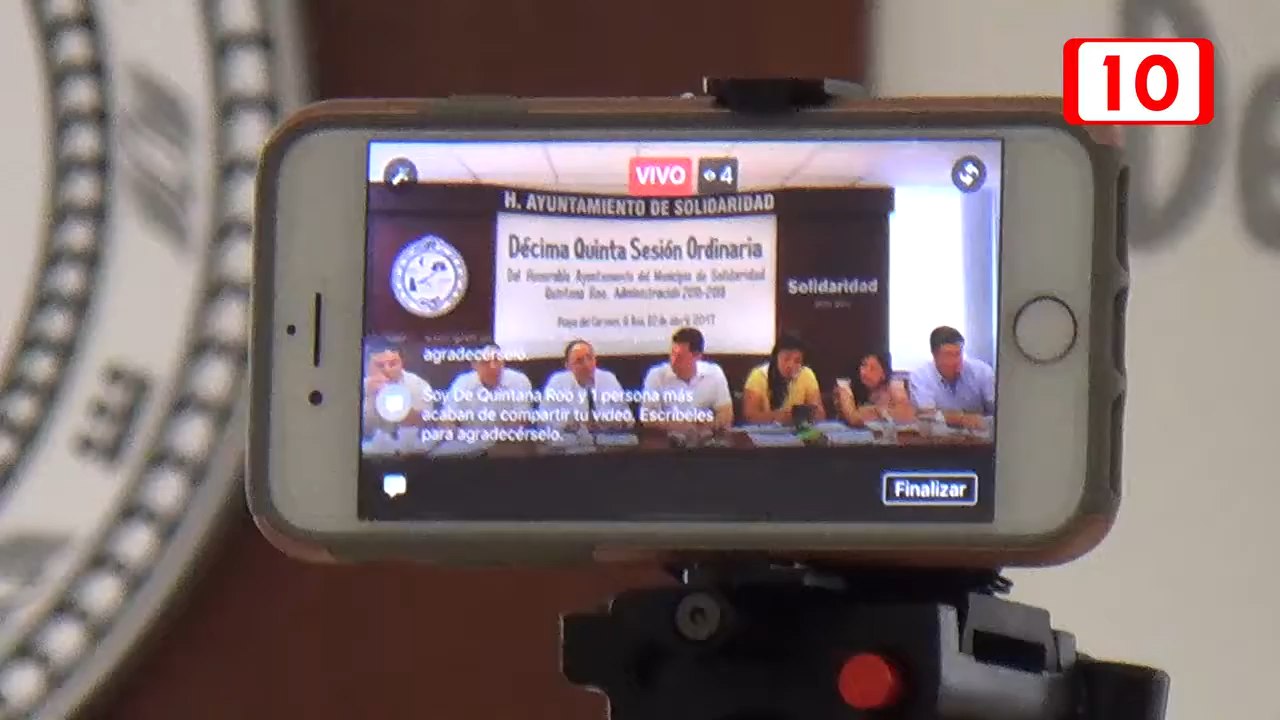 10
VIVO 4
H. AYUNTAMIENTO DE SOLIDARIDAD
Décima Quinta Sesión Ordinaria
Del Honorable Ayuntamiento del Municipio de Solidaridad
Quintana Roo. Administración 2016-2018
Solidaridad
agradecérselo.
Soy De Quintana Roo y 1 persona más
acaban de compartir tu video. Escríbeles
para agradecérselo.
Finalizar